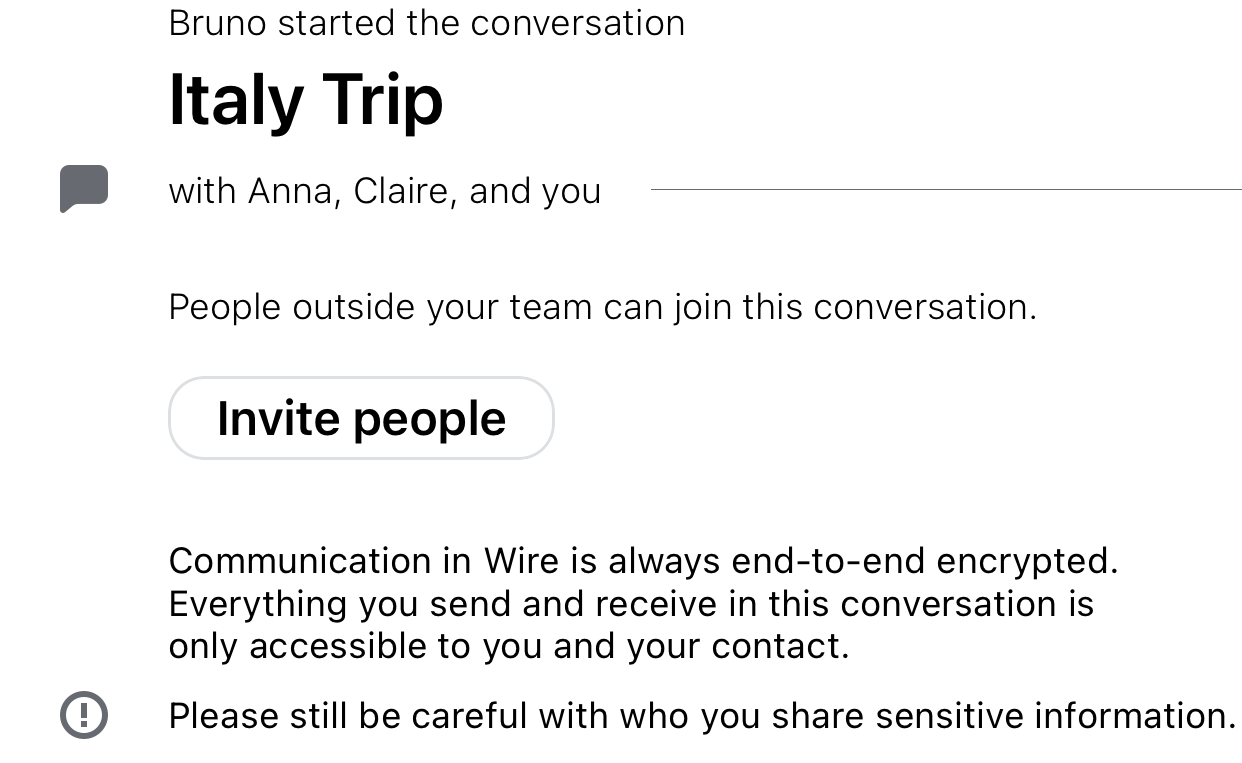 Bruno started the conversation
Italy Trip
with Anna, Claire, and you
People outside your team can join this conversation.
Invite people
Communication in Wire is always end-to-end encrypted.
Everything you send and receive in this conversation is
only accessible to you and your contact.
Please still be careful with who you share sensitive information.